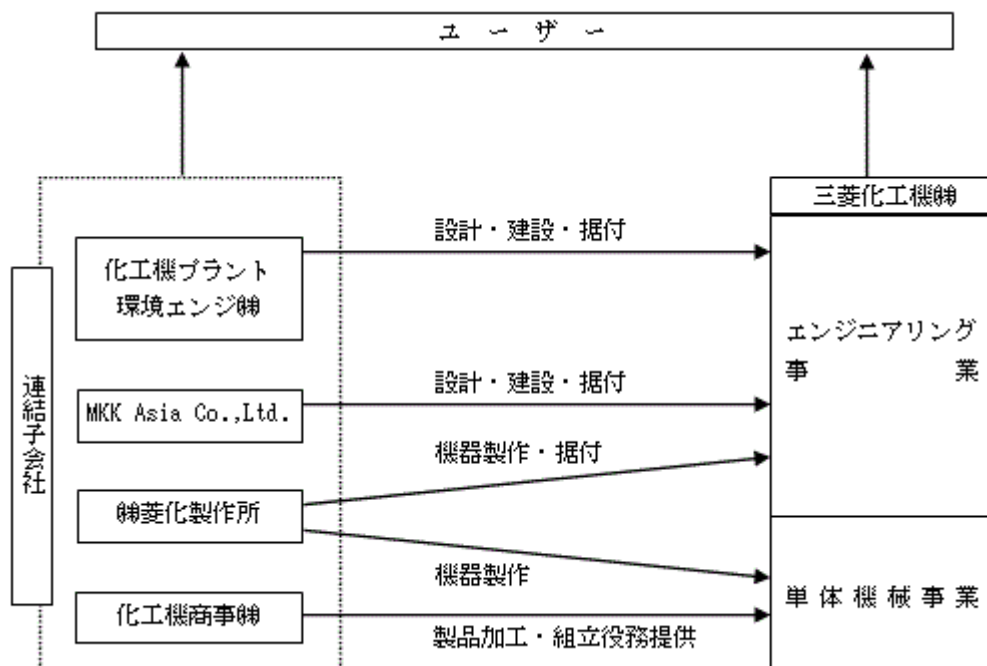 ユーザー
三菱化工機㈱
設計・建設・据付
化工機プラント
環境エンジ㈱
エンジニアリング
事業
連結子会社
設計・建設・据付
MKK Asia Co.,Ltd.
機器製作・据付
㈱菱化製作所
機器製作
単体機械事業
化工機商事㈱
製品加工・組立役務提供